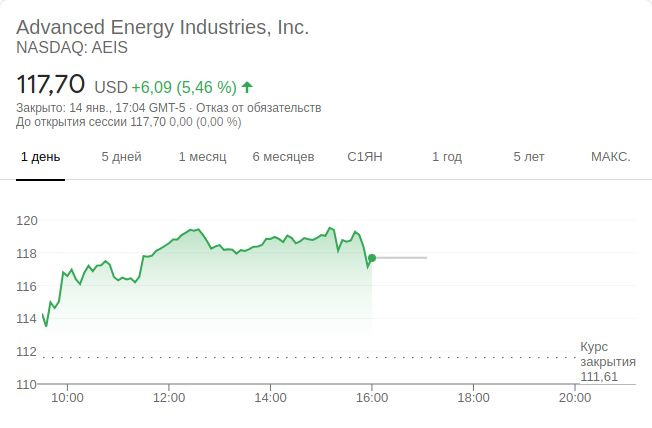 Advanced Energy Industries, Inc.
NASDAQ: AEIS
117,70 USD +6,09 (5,46 %)
Закрыто: 14 янв., 17:04 GMT-5 · Отказ от обязательств
До открытия сессии 117,70 0,00 (0,00 %)
1 день 5 дней 1 месяц 6 месяцев С1ЯН 1 год 5 лет МАКС.
120
118
116
114
112
110
Курс
закрытия
111,61
10:00 12:00 14:00 16:00 18:00 20:00